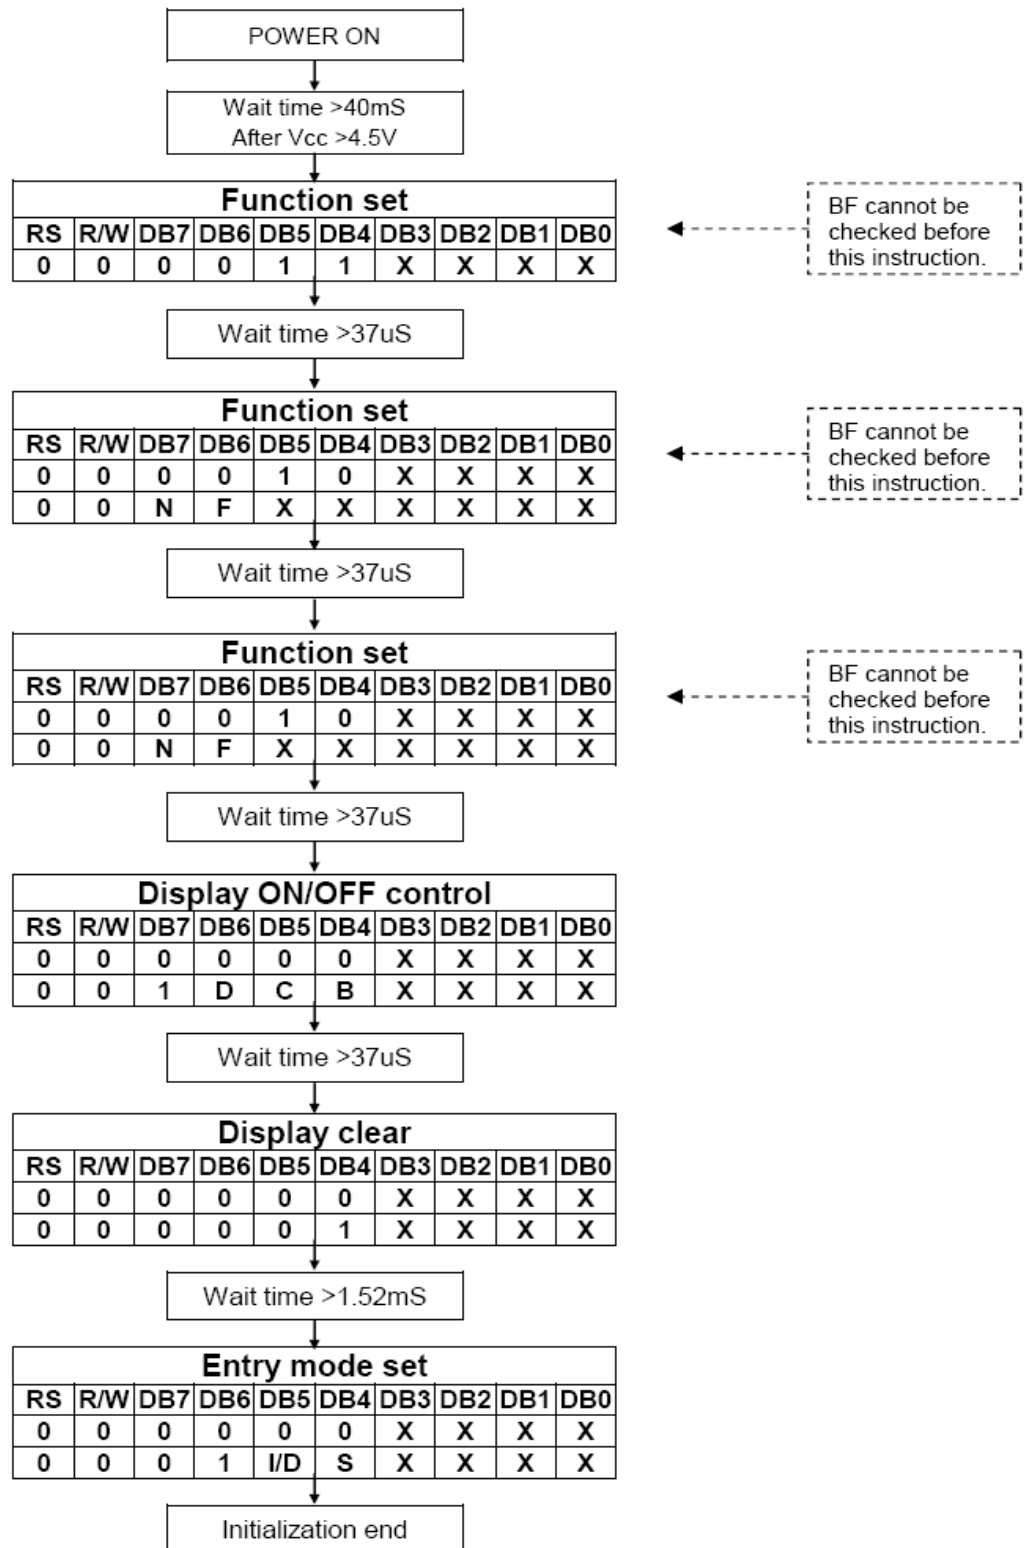 POWER ON
Wait time >40mS
After Vcc >4.5V
Function set
RS R/W DB7 DB6 DB5 DB4 DB3 DB2 DB1 DB0
0 0 0 0 1 1 X X X X
BF cannot be
checked before
this instruction.
Wait time >37uS
Function set
RS R/W DB7 DB6 DB5 DB4 DB3 DB2 DB1 DB0
0 0 0 0 1 0 X X X X
0 0 N F X X X X X X
BF cannot be
checked before
this instruction.
Wait time >37uS
Function set
RS R/W DB7 DB6 DB5 DB4 DB3 DB2 DB1 DB0
0 0 0 0 1 0 X X X X
0 0 N F X X X X X X
BF cannot be
checked before
this instruction.
Wait time >37uS
Display ON/OFF control
RS R/W DB7 DB6 DB5 DB4 DB3 DB2 DB1 DB0
0 0 0 0 0 0 X X X X
0 0 1 D C B X X X X
Wait time >37uS
Display clear
RS R/W DB7 DB6 DB5 DB4 DB3 DB2 DB1 DB0
0 0 0 0 0 0 X X X X
0 0 0 0 0 1 X X X X
Wait time >1.52mS
Entry mode set
RS R/W DB7 DB6 DB5 DB4 DB3 DB2 DB1 DB0
0 0 0 0 0 0 X X X X
0 0 0 1 I/D S X X X X
Initialization end